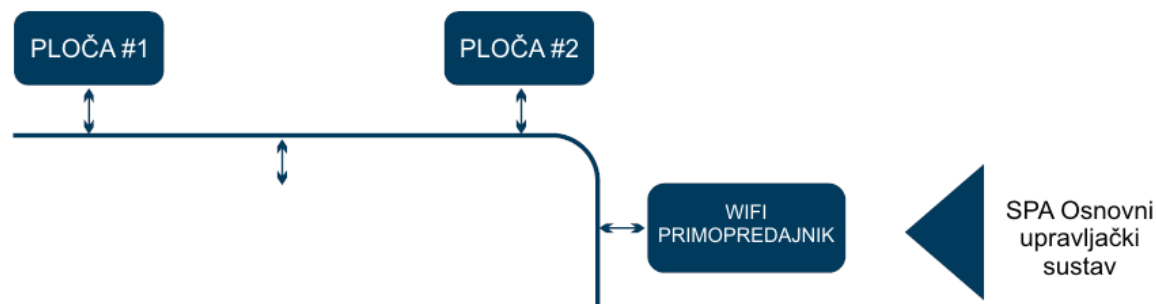 PLOČA #1
PLOČA #2
WIFI
PRIMOPREDAJNIK
SPA Osnovni
upravljački
sustav